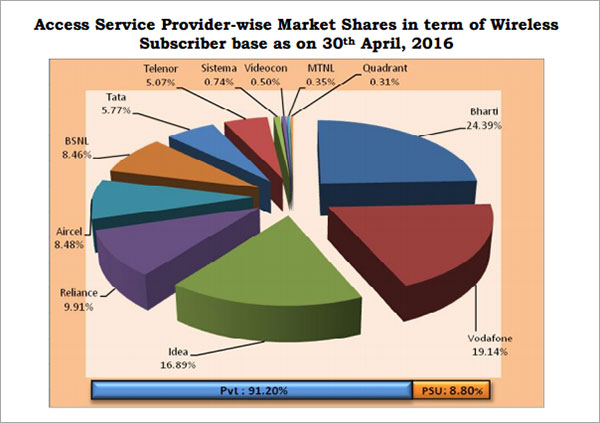 Access Service Provider-wise Market Shares in term of Wireless
Subscriber base as on 30th April, 2016
Telenor
5.07%
Sistema
0.74%
Videocon
0.50%
MTNL
0.35%
Quadrant
0.31%
Bharti
24.39%
Tata
5.77%
BSNL
8.46%
Aircel
8.48%
Reliance
9.91%
Idea
16.89%
Vodafone
19.14%
Pvt : 91.20%
PSU: 8.80%